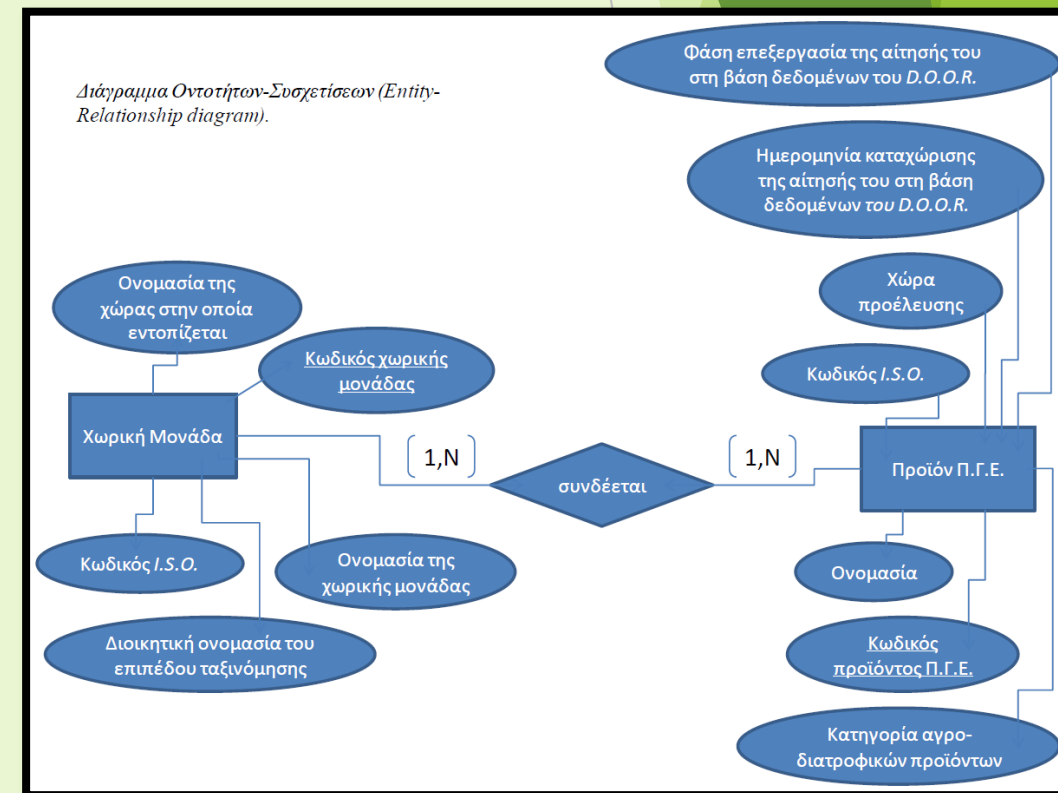 Διάγραμμα Οντοτήτων-Συσχετίσεων (Entity-
Relationship diagram).
Φάση επεξεργασία της αίτησής του
στη βάση δεδομένων του D.O.O.R.
Ημερομηνία καταχώρισης
της αίτησής του στη βάση
δεδομένων του D.O.O.R.
Χώρα
προέλευσης
Κωδικός I.S.O.
Ονομασία της
χώρας στην οποία
εντοπίζεται
Κωδικός χωρικής
μονάδας
Χωρική Μονάδα
1,N
συνδέεται
1,N
Προϊόν Π.Γ.Ε.
Κωδικός I.S.O.
Ονομασία της
χωρικής μονάδας
Διοικητική ονομασία του
επιπέδου ταξινόμησης
Ονομασία
Κωδικός
προϊόντος Π.Γ.Ε.
Κατηγορία αγρο-
διατροφικών προϊόντων